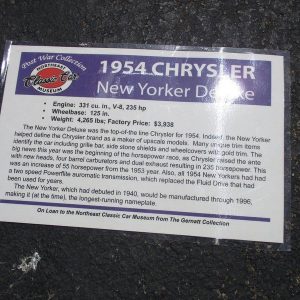 Post War Collection
NORTHEAST
Classic Car
MUSEUM
1954 CHRYSLER
New Yorker Deluxe
• Engine: 331 cu. in., V-8, 235 hp
• Wheelbase: 125 in.
• Weight: 4,265 lbs; Factory Price: $3,938
The New Yorker Deluxe was the top-of-the line Chrysler for 1954. Indeed, the New Yorker
helped define the Chrysler brand as a maker of upscale models. Many unique trim items
identify the car including grille bar, side stone shields and wheelcovers with gold trim. The
big news this year was the beginning of the horsepower race, as Chrysler raised the ante
with new heads, four barrel carburetors and dual exhaust resulting in 235 horsepower. This
was an increase of 55 horsepower from the 1953 year. Also, all 1954 New Yorkers had had
a two speed Powerflite automatic transmission, which replaced the Fluid Drive that had
been used for years.
The New Yorker, which had debuted in 1940, would be manufactured through 1996,
making it (at the time), the longest-running nameplate.
On Loan to the Northeast Classic Car Museum from The Gernatt Collection